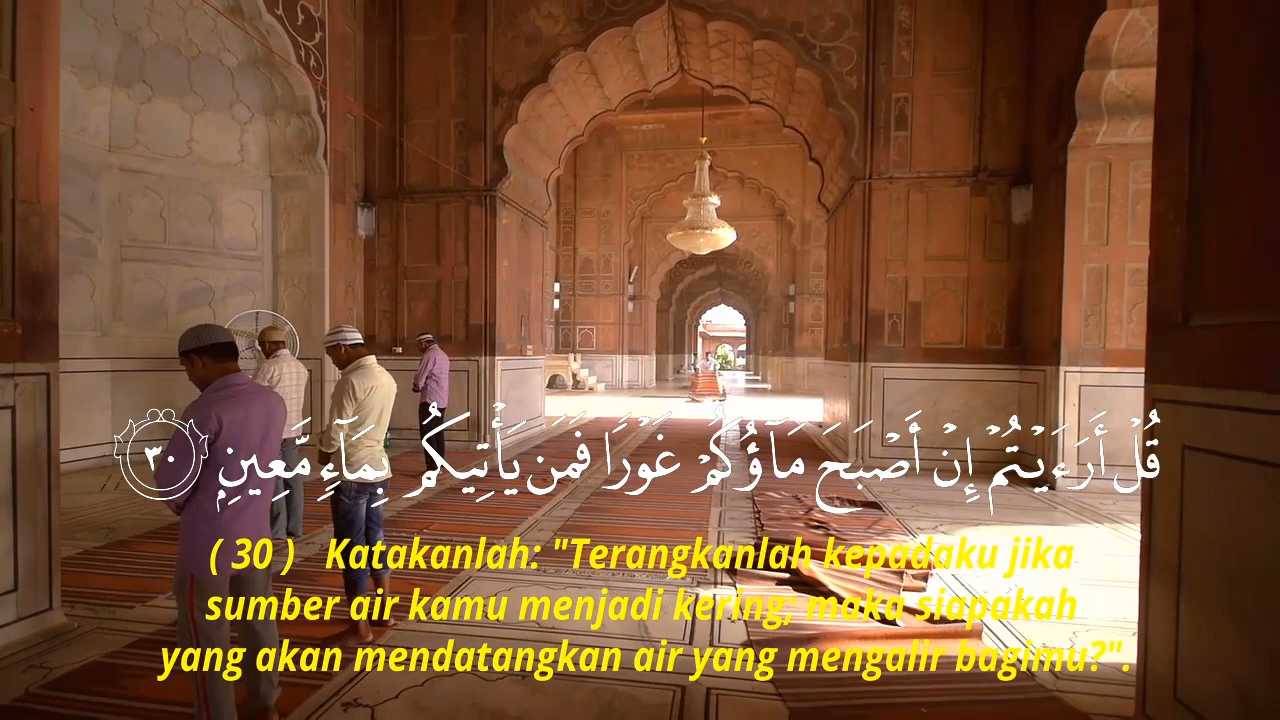 قُلْ أَرَءَيْتُمْ إِنْ أَصْبَحَ مَآؤُكُمْ غَوْرًا فَمَن يَأْتِيكُم بِمَآءٍ مَّعِينٍۭ ٣٠
( 30 ) Katakanlah: "Terangkanlah kepadaku jika
sumber air kamu menjadi kering; maka siapakah
yang akan mendatangkan air yang mengalir bagimu?".